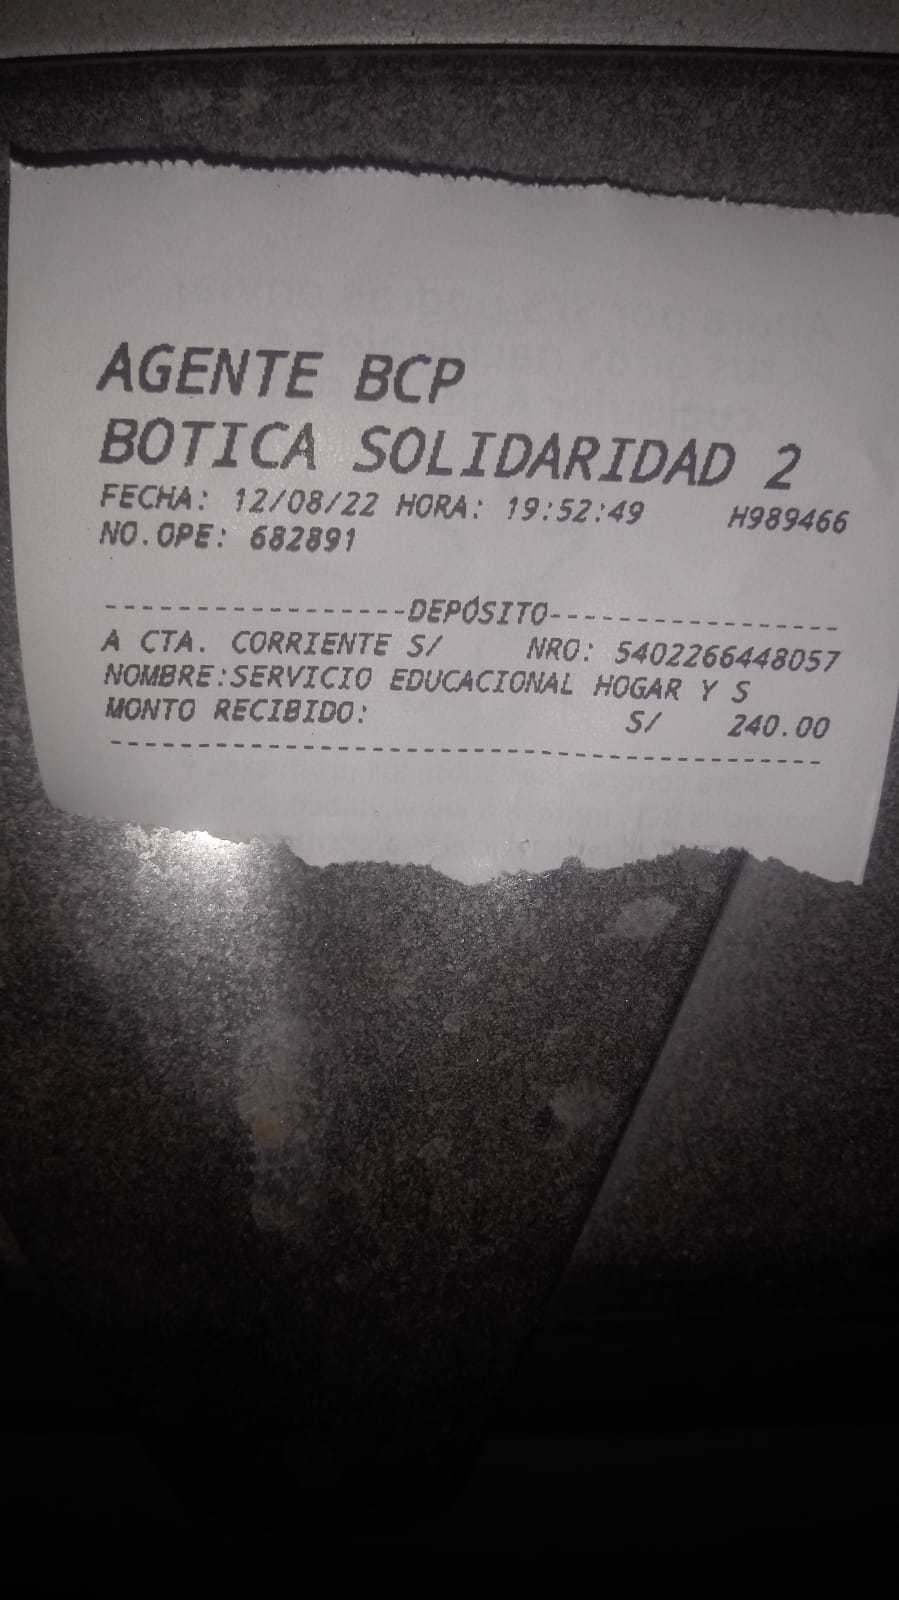 AGENTE BCP
BOTICA SOLIDARIDAD 2
FECHA: 12/08/22 HORA: 19:52:49 H989466
NO.OPE: 682891
-----------------DEPÓSITO----------------
A CTA. CORRIENTE S/ NRO: 5402266448057
NOMBRE:SERVICIO EDUCACIONAL HOGAR Y S
MONTO RECIBIDO: S/ 240.00
----------------------------------------